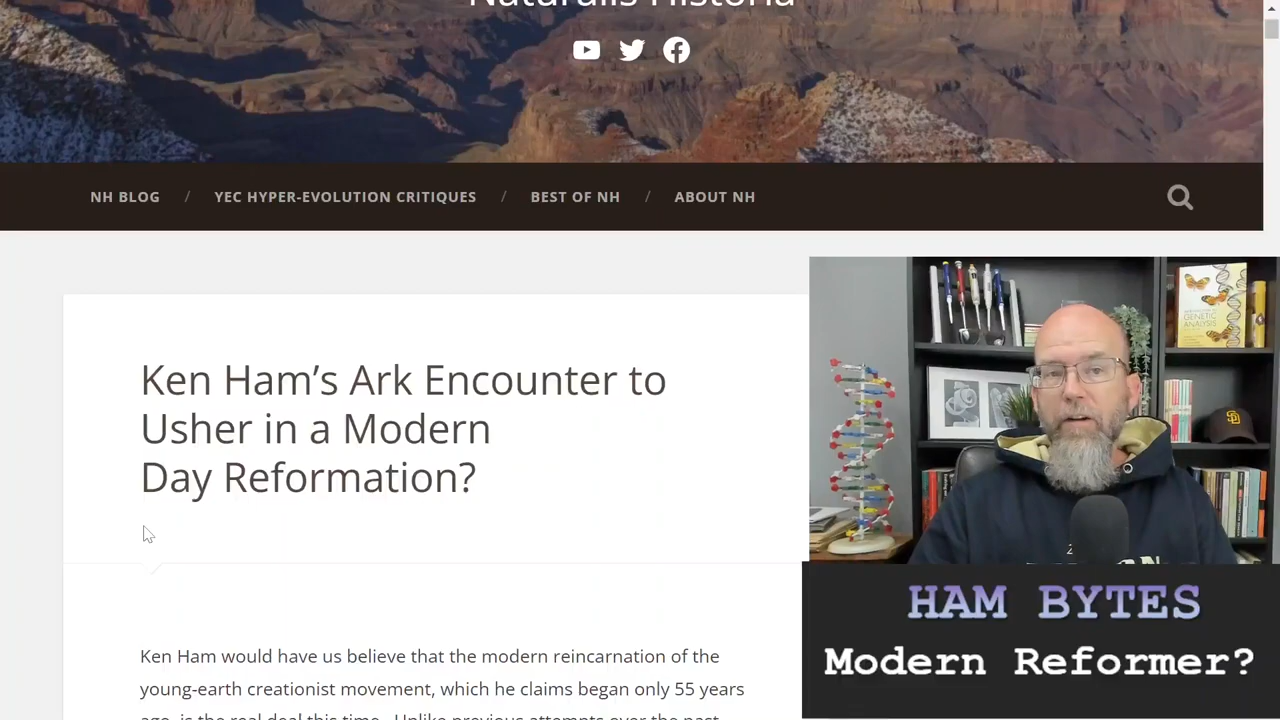 Naturalis Historia
NH BLOG / YEC HYPER-EVOLUTION CRITIQUES / BEST OF NH / ABOUT NH
Ken Ham’s Ark Encounter to
Usher in a Modern
Day Reformation?
Ken Ham would have us believe that the modern reincarnation of the
young-earth creationist movement, which he claims began only 55 years
ago, is the real deal this time. Unlike previous attempts over the past
GENETIC
ANALYSIS
SD
HAM BYTES
Modern Reformer?